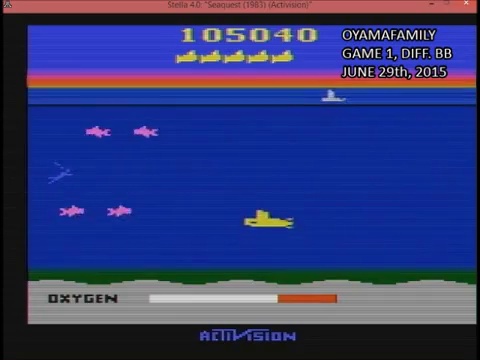 Stella 4.0: "Seaquest (1983) (Activision)"
105040
OYAMAFAMILY
GAME 1, DIFF. BB
JUNE 29th, 2015
OXYGEN
ACTIVISION